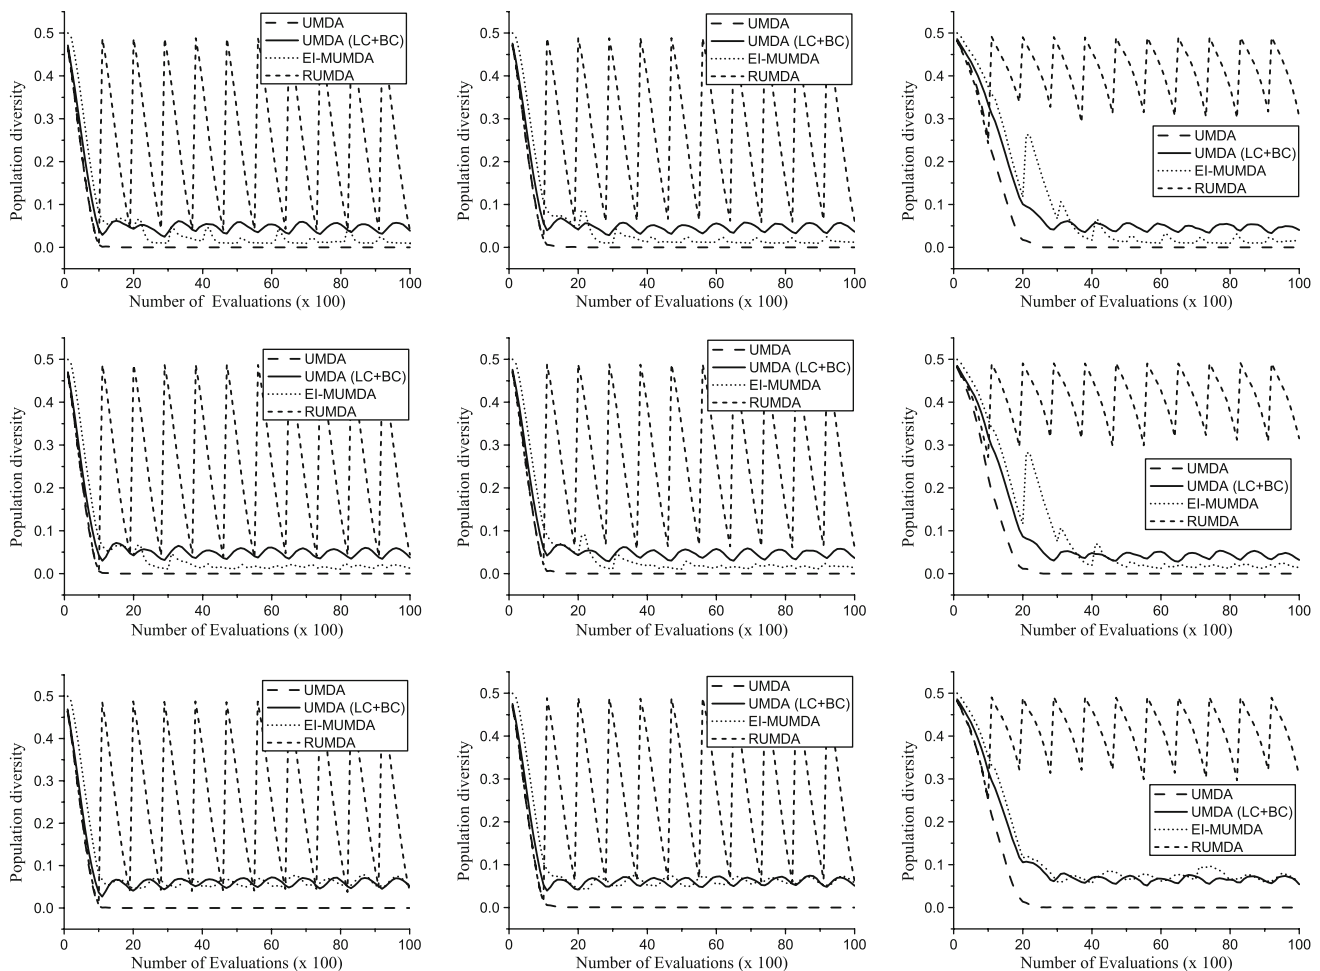 0.5
0.4
0.3
0.2
0.1
0.0
Population diversity
UMDA
UMDA (LC+BC)
EI-MUMDA
RUMDA
0 20 40 60 80 100
Number of Evaluations (x 100)
0.5
0.4
0.3
0.2
0.1
0.0
Population diversity
UMDA
UMDA (LC+BC)
EI-MUMDA
RUMDA
0 20 40 60 80 100
Number of Evaluations (x 100)
0.5
0.4
0.3
0.2
0.1
0.0
Population diversity
UMDA
UMDA (LC+BC)
EI-MUMDA
RUMDA
0 20 40 60 80 100
Number of Evaluations (x 100)
0.5
0.4
0.3
0.2
0.1
0.0
Population diversity
UMDA
UMDA (LC+BC)
EI-MUMDA
RUMDA
0 20 40 60 80 100
Number of Evaluations (x 100)
0.5
0.4
0.3
0.2
0.1
0.0
Population diversity
UMDA
UMDA (LC+BC)
EI-MUMDA
RUMDA
0 20 40 60 80 100
Number of Evaluations (x 100)
0.5
0.4
0.3
0.2
0.1
0.0
Population diversity
UMDA
UMDA (LC+BC)
EI-MUMDA
RUMDA
0 20 40 60 80 100
Number of Evaluations (x 100)
0.5
0.4
0.3
0.2
0.1
0.0
Population diversity
UMDA
UMDA (LC+BC)
EI-MUMDA
RUMDA
0 20 40 60 80 100
Number of Evaluations (x 100)
0.5
0.4
0.3
0.2
0.1
0.0
Population diversity
UMDA
UMDA (LC+BC)
EI-MUMDA
RUMDA
0 20 40 60 80 100
Number of Evaluations (x 100)
0.5
0.4
0.3
0.2
0.1
0.0
Population diversity
UMDA
UMDA (LC+BC)
EI-MUMDA
RUMDA
0 20 40 60 80 100
Number of Evaluations (x 100)